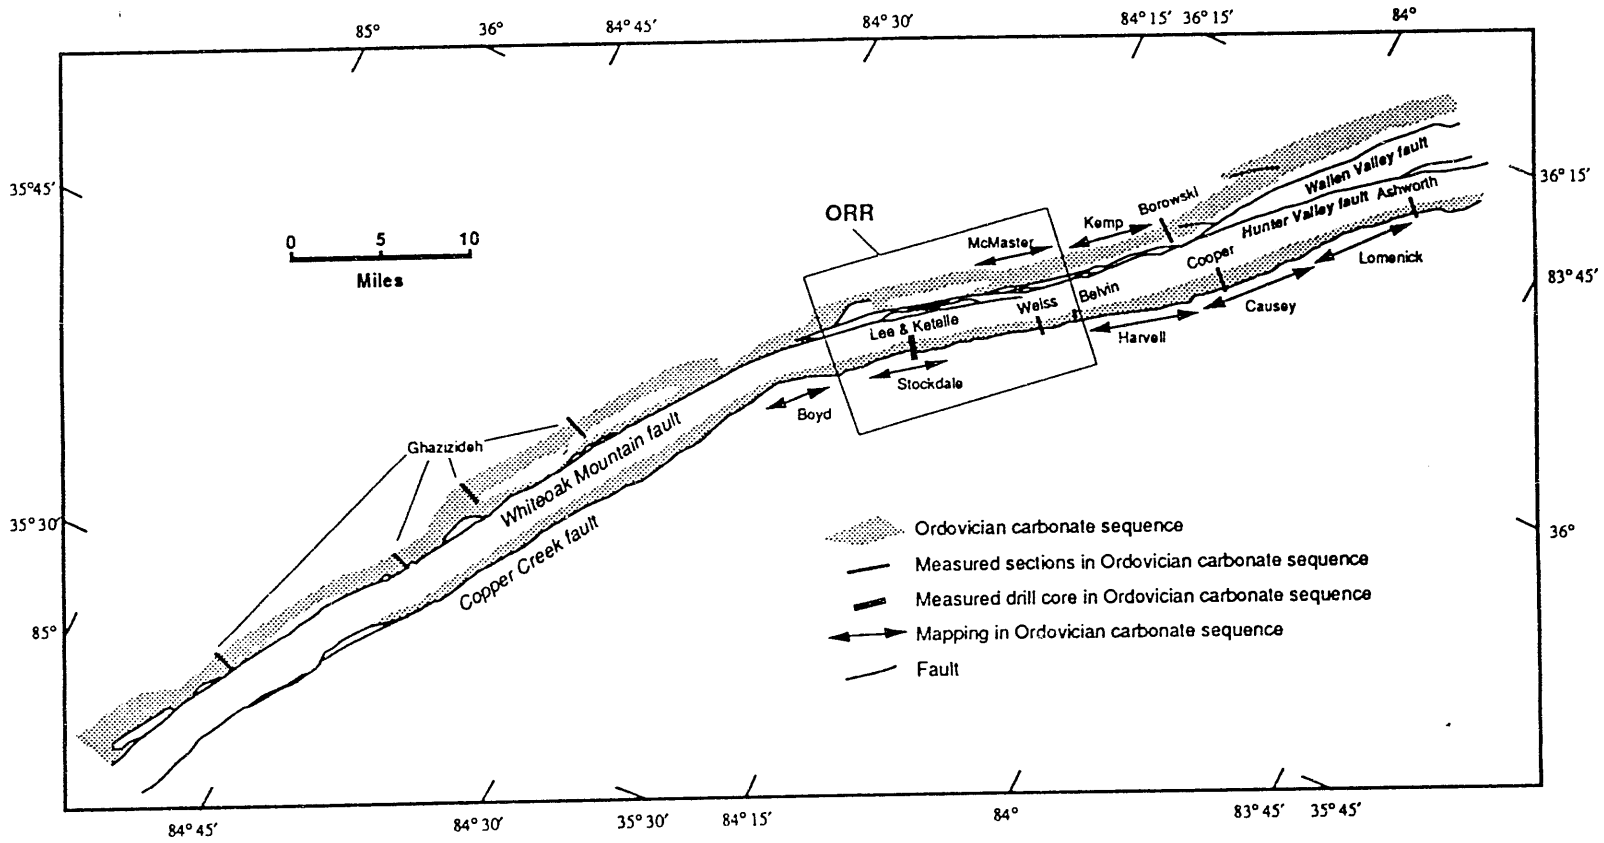 85° 36° 84° 45′ 84° 30′ 84° 15′ 36° 15′ 84°
35° 45′
36° 15′
83° 45′
35° 30′
36°
85°
ORR
0 5 10
Miles
McMaster
Kemp
Borowski
Wallen Valley fault
Hunter Valley fault
Ashworth
Cooper
Lomenick
Causey
Harvell
Belvin
Weiss
Lee & Ketelle
Stockdale
Boyd
Ghazizideh
Whiteoak Mountain fault
Copper Creek fault
Ordovician carbonate sequence
Measured sections in Ordovician carbonate sequence
Measured drill core in Ordovician carbonate sequence
Mapping in Ordovician carbonate sequence
Fault
84° 45′ 84° 30′ 35° 30′ 84° 15′ 84° 83° 45′ 35° 45′